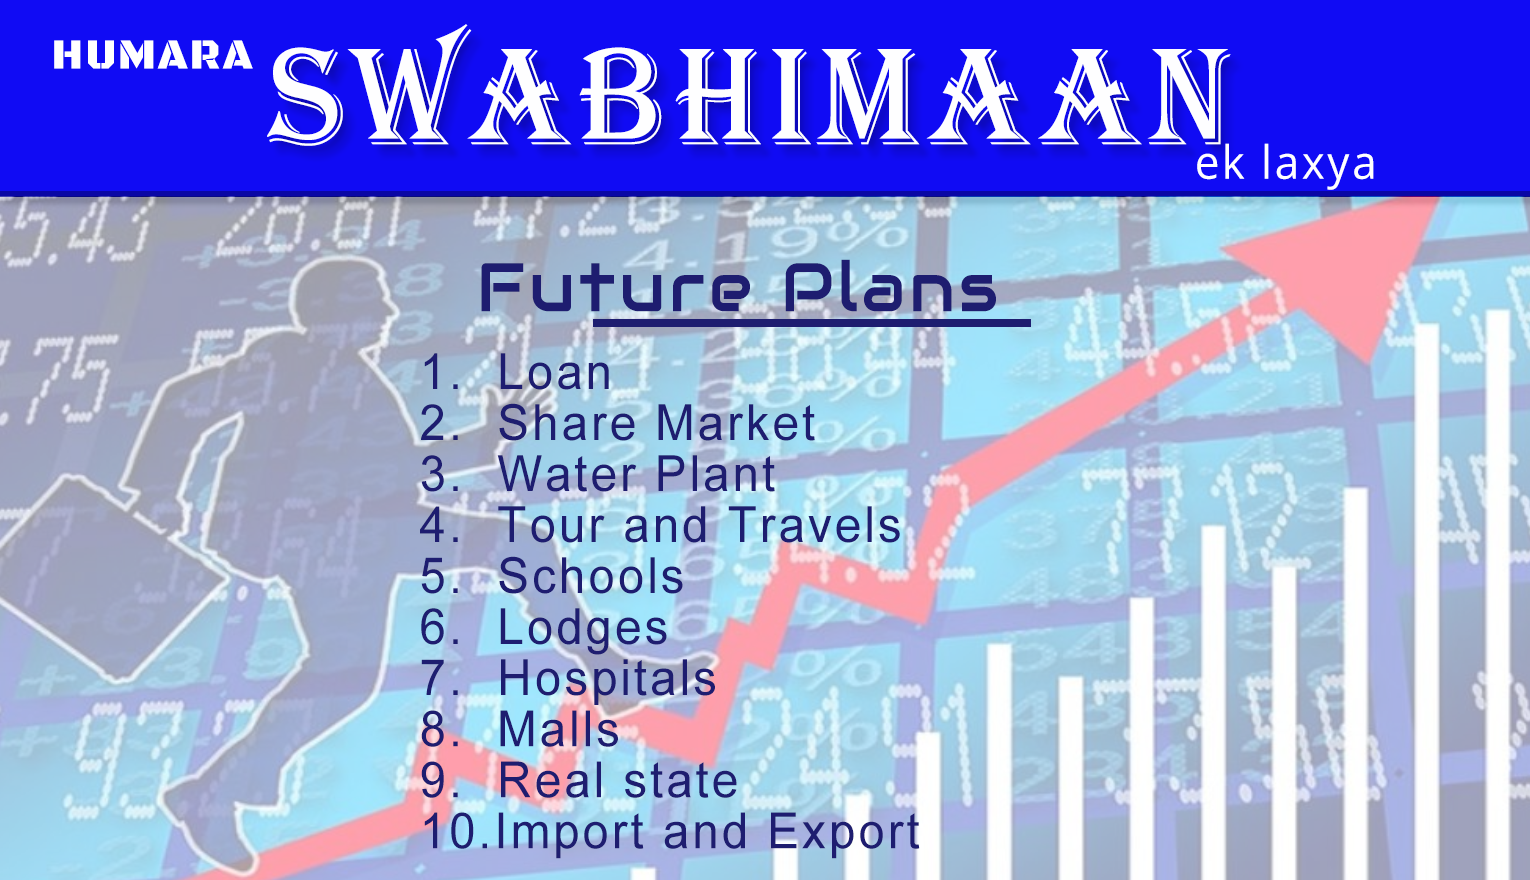 HUMARA
SWABHIMAAN
ek laxya
Future Plans
1. Loan
2. Share Market
3. Water Plant
4. Tour and Travels
5. Schools
6. Lodges
7. Hospitals
8. Malls
9. Real state
10.Import and Export